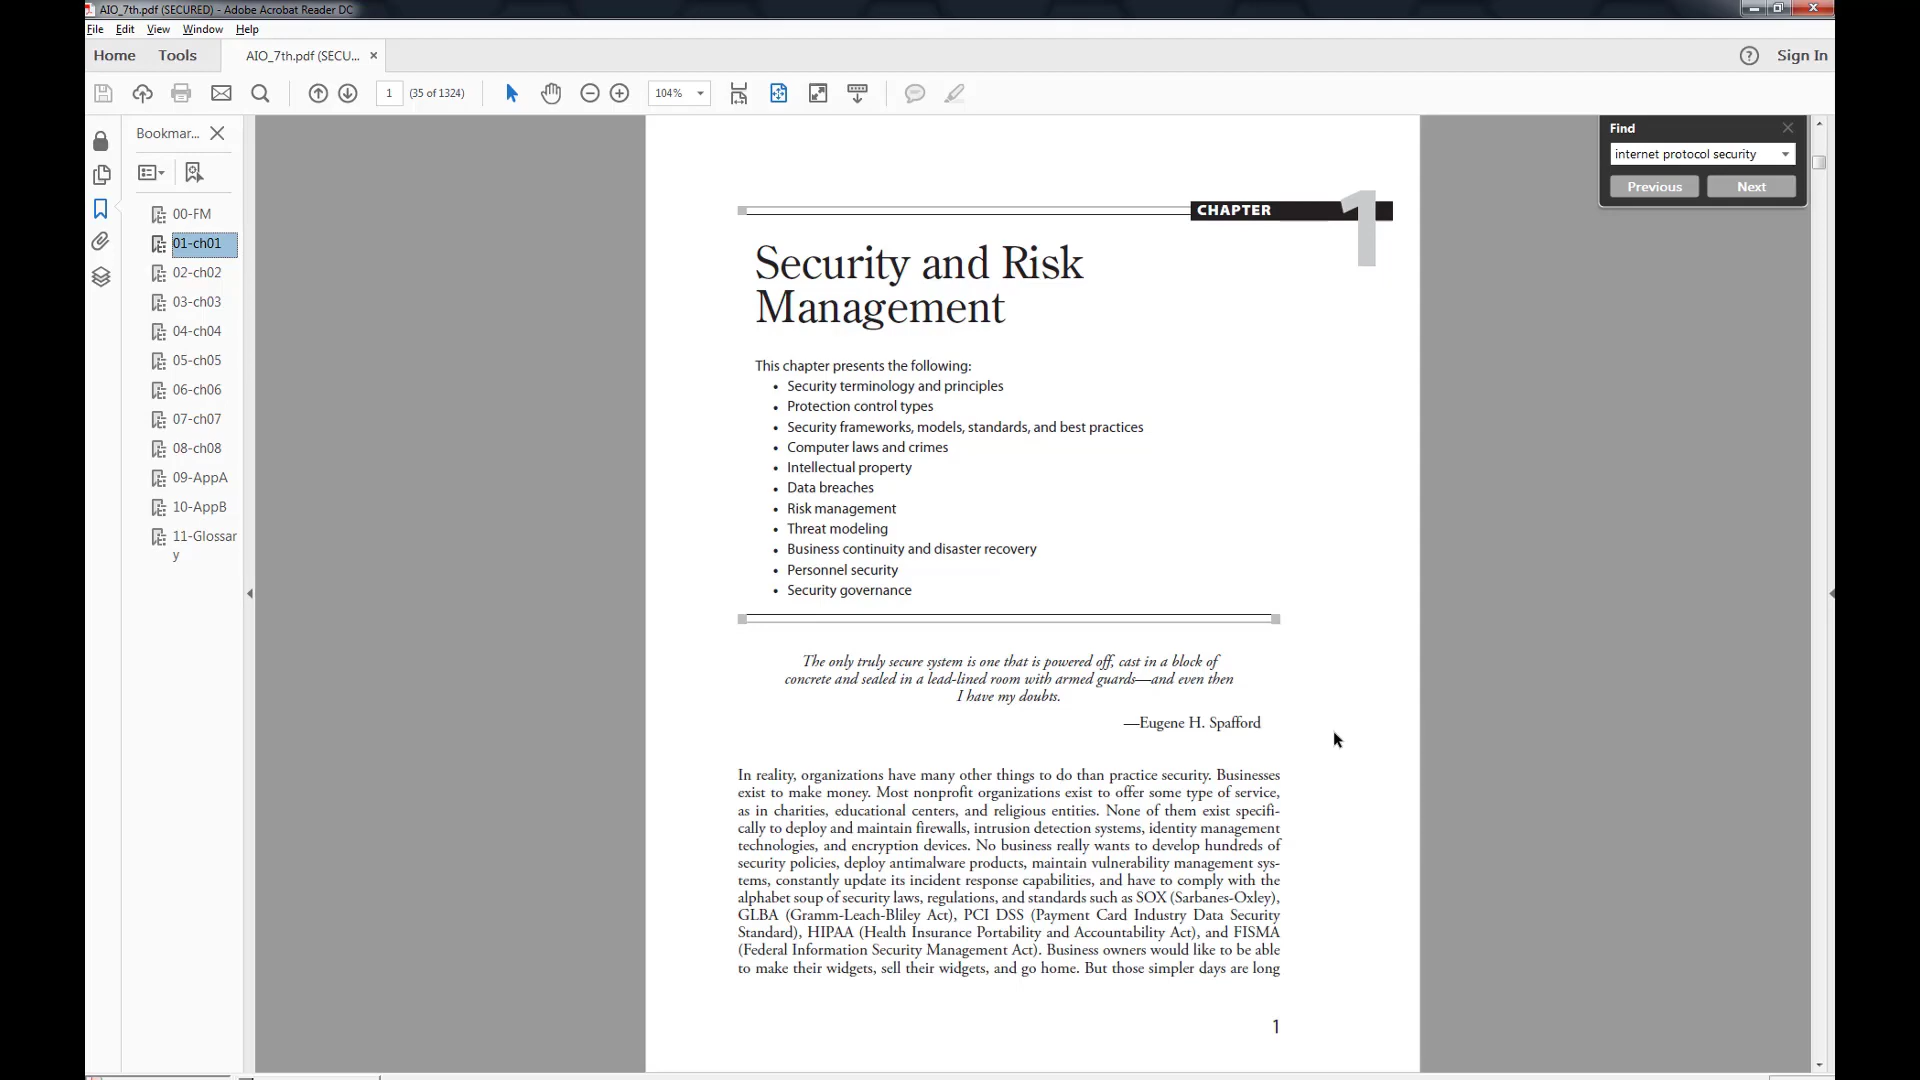 AIO_7th.pdf (SECURED) - Adobe Acrobat Reader DC
File Edit View Window Help
Home Tools AIO_7th.pdf (SECU... × Sign In
1 (35 of 1324) 104%
Bookmar...
00-FM
01-ch01
02-ch02
03-ch03
04-ch04
05-ch05
06-ch06
07-ch07
08-ch08
09-AppA
10-AppB
11-Glossar
y
CHAPTER 1
Security and Risk
Management
This chapter presents the following:
• Security terminology and principles
• Protection control types
• Security frameworks, models, standards, and best practices
• Computer laws and crimes
• Intellectual property
• Data breaches
• Risk management
• Threat modeling
• Business continuity and disaster recovery
• Personnel security
• Security governance
The only truly secure system is one that is powered off, cast in a block of
concrete and sealed in a lead-lined room with armed guards—and even then
I have my doubts.
—Eugene H. Spafford
In reality, organizations have many other things to do than practice security. Businesses
exist to make money. Most nonprofit organizations exist to offer some type of service,
as in charities, educational centers, and religious entities. None of them exist specifi-
cally to deploy and maintain firewalls, intrusion detection systems, identity management
technologies, and encryption devices. No business really wants to develop hundreds of
security policies, deploy antimalware products, maintain vulnerability management sys-
tems, constantly update its incident response capabilities, and have to comply with the
alphabet soup of security laws, regulations, and standards such as SOX (Sarbanes-Oxley),
GLBA (Gramm-Leach-Bliley Act), PCI DSS (Payment Card Industry Data Security
Standard), HIPAA (Health Insurance Portability and Accountability Act), and FISMA
(Federal Information Security Management Act). Business owners would like to be able
to make their widgets, sell their widgets, and go home. But those simpler days are long
1
Find
internet protocol security
Previous Next